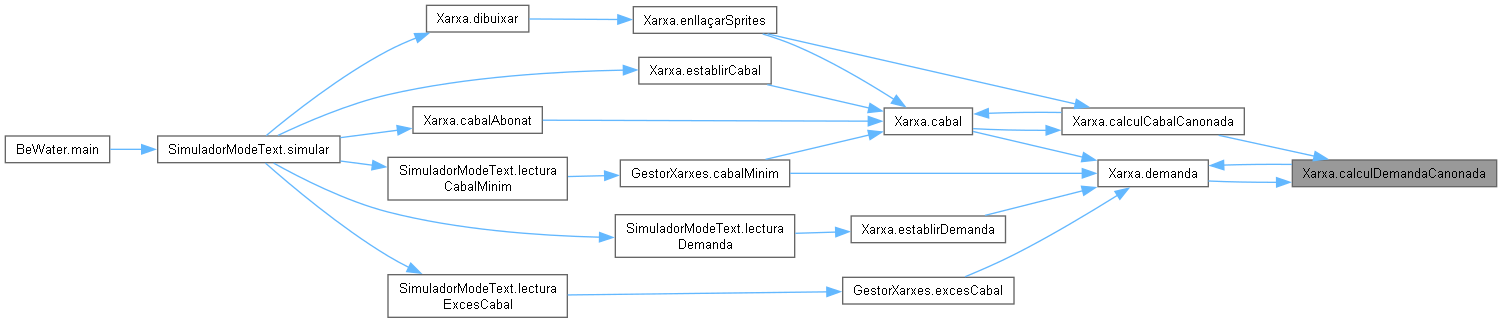 Xarxa.dibuixar
Xarxa.enllaçarSprites
Xarxa.establirCabal
Xarxa.cabalAbonat
Xarxa.cabal
Xarxa.calculCabalCanonada
BeWater.main
SimuladorModeText.simular
SimuladorModeText.lectura
CabalMinim
GestorXarxes.cabalMinim
Xarxa.demanda
Xarxa.calculDemandaCanonada
SimuladorModeText.lectura
Demanda
Xarxa.establirDemanda
SimuladorModeText.lectura
ExcesCabal
GestorXarxes.excesCabal